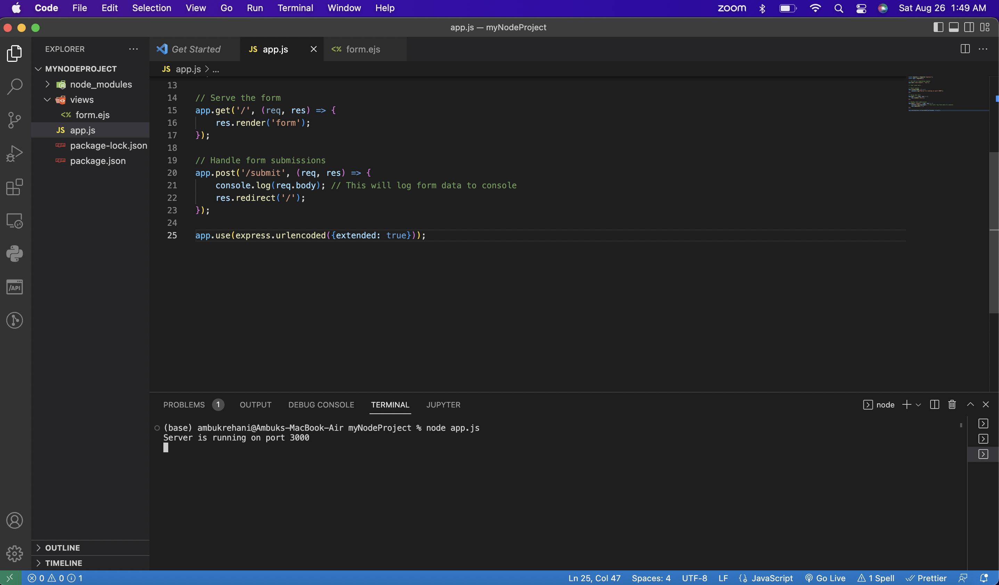 Code File Edit Selection View Go Run Terminal Window Help zoom Sat Aug 26 1:49 AM
app.js — myNodeProject
EXPLORER
Get Started
JS app.js
<% form.ejs
MYNODEPROJECT
node_modules
views
<% form.ejs
JS app.js
package-lock.json
package.json
OUTLINE
TIMELINE
/API
JS app.js > ...
13
14 // Serve the form
15 app.get('/', (req, res) => {
16 res.render('form');
17 });
18
19 // Handle form submissions
20 app.post('/submit', (req, res) => {
21 console.log(req.body); // This will log form data to console
22 res.redirect('/');
23 });
24
25 app.use(express.urlencoded({extended: true}));
PROBLEMS 1 OUTPUT DEBUG CONSOLE TERMINAL JUPYTER node
(base) ambukrehani@Ambuks-MacBook-Air myNodeProject % node app.js
Server is running on port 3000
0 0 1 Ln 25, Col 47 Spaces: 4 UTF-8 LF JavaScript Go Live 1 Spell Prettier